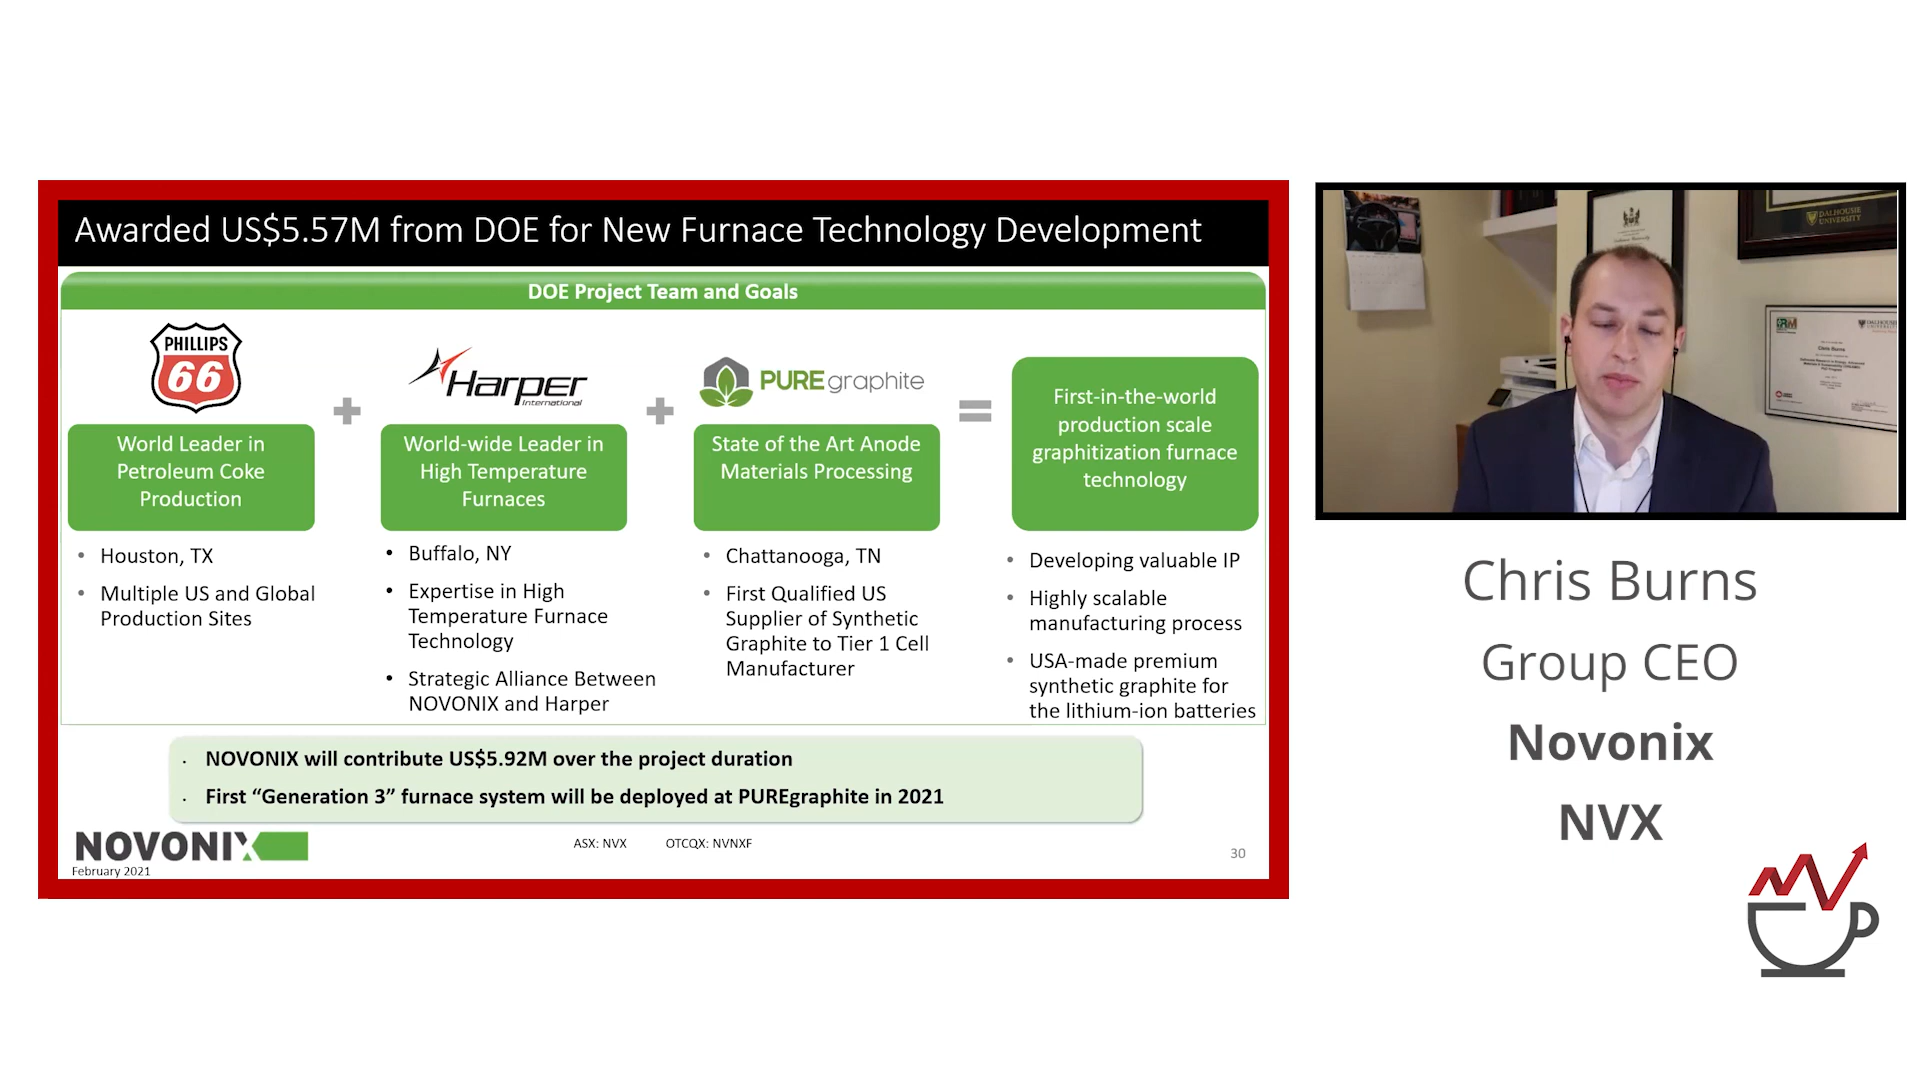 Awarded US$5.57M from DOE for New Furnace Technology Development
DOE Project Team and Goals
PHILLIPS
66
World Leader in
Petroleum Coke
Production
• Houston, TX
• Multiple US and Global
Production Sites
Harper
International
World-wide Leader in
High Temperature
Furnaces
• Buffalo, NY
• Expertise in High
Temperature Furnace
Technology
• Strategic Alliance Between
NOVONIX and Harper
PUREgraphite
State of the Art Anode
Materials Processing
• Chattanooga, TN
• First Qualified US
Supplier of Synthetic
Graphite to Tier 1 Cell
Manufacturer
First-in-the-world
production scale
graphitization furnace
technology
• Developing valuable IP
• Highly scalable
manufacturing process
• USA-made premium
synthetic graphite for
the lithium-ion batteries
· NOVONIX will contribute US$5.92M over the project duration
· First “Generation 3” furnace system will be deployed at PUREgraphite in 2021
NOVONIX
February 2021
ASX: NVX OTCQX: NVNXF
30
DALHOUSIE
UNIVERSITY
Chris Burns
Chris Burns
Group CEO
Novonix
NVX